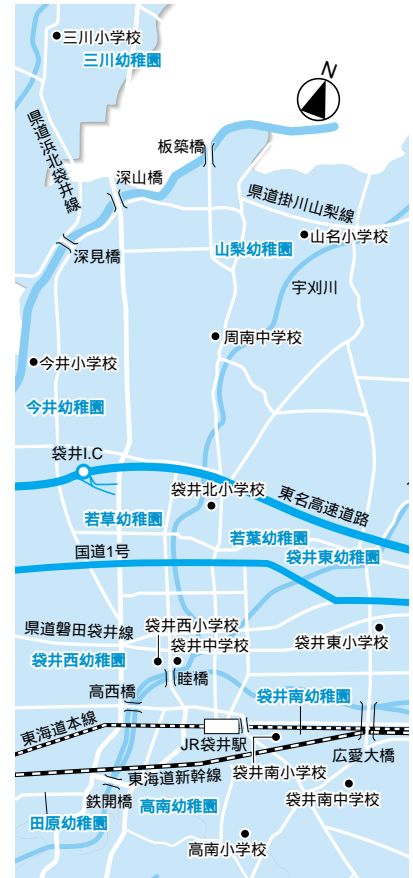 三川小学校
三川幼稚園
N
県道浜北袋井線
板築橋
深山橋
県道掛川山梨線
山名小学校
山梨幼稚園
深見橋
宇刈川
周南中学校
今井小学校
今井幼稚園
袋井I.C
袋井北小学校
東名高速道路
若草幼稚園
若葉幼稚園
国道1号
袋井東幼稚園
県道磐田袋井線
袋井西小学校
袋井東小学校
袋井中学校
袋井西幼稚園
睦橋
高西橋
袋井南幼稚園
東海道本線
JR袋井駅
広愛大橋
東海道新幹線
袋井南小学校
鉄開橋
高南幼稚園
袋井南中学校
田原幼稚園
高南小学校